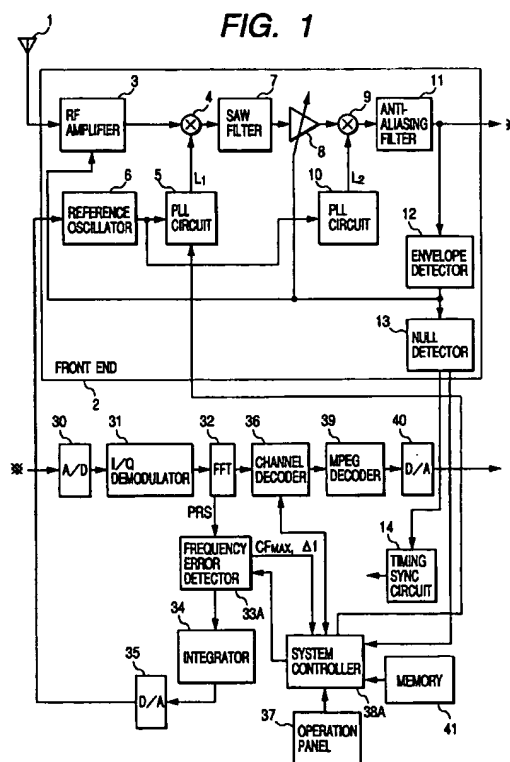 FIG. 1
1
3
RF
AMPLIFIER
4
7
SAW
FILTER
8
9
11
ANTI-
ALIASING
FILTER
※
6
REFERENCE
OSCILLATOR
5
PLL
CIRCUIT
L1
10
PLL
CIRCUIT
L2
12
ENVELOPE
DETECTOR
13
NULL
DETECTOR
FRONT END
2
※
30
A/D
31
I/Q
DEMODULATOR
32
FFT
36
CHANNEL
DECODER
39
MPEG
DECODER
40
D/A
PRS
FREQUENCY
ERROR
DETECTOR
33A
CFMAX, Δf
14
TIMING
SYNC
CIRCUIT
34
INTEGRATOR
35
D/A
SYSTEM
CONTROLLER
38A
MEMORY
41
37
OPERATION
PANEL